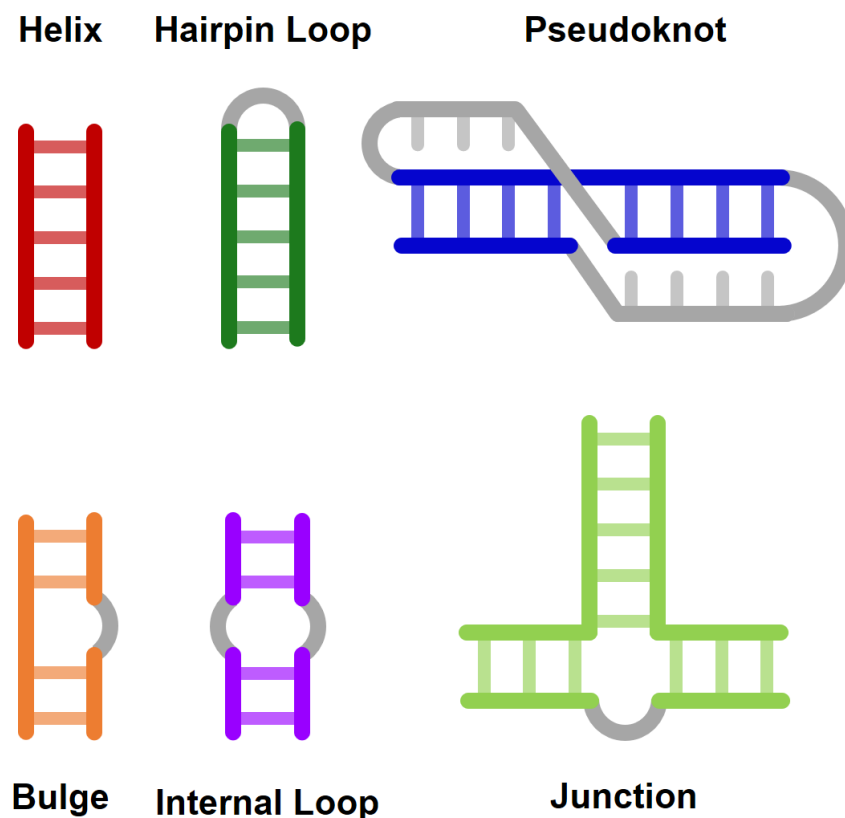 Helix
Hairpin Loop
Pseudoknot
Bulge
Internal Loop
Junction